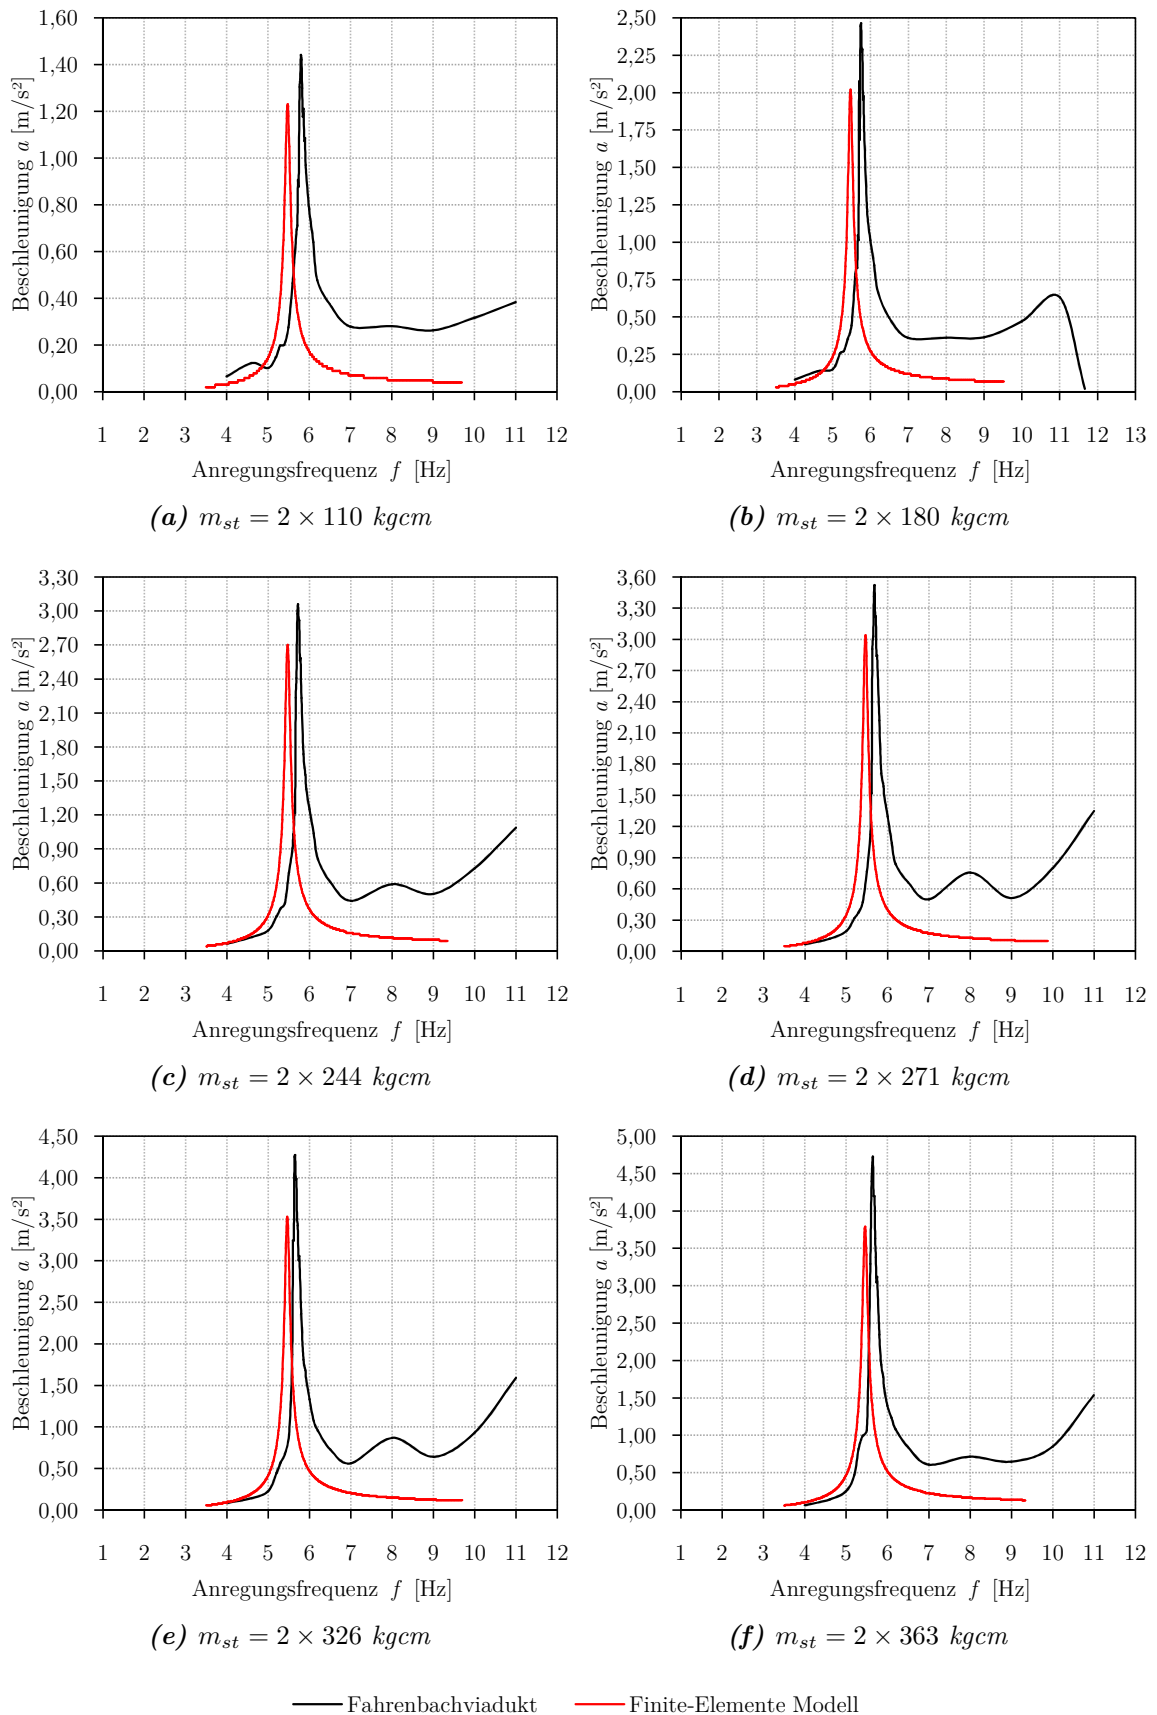 Beschleunigung a [m/s²]
1,60
1,40
1,20
1,00
0,80
0,60
0,40
0,20
0,00
1 2 3 4 5 6 7 8 9 10 11 12
Anregungsfrequenz f [Hz]
(a) m_st = 2 × 110 kgcm
Beschleunigung a [m/s²]
2,50
2,25
2,00
1,75
1,50
1,25
1,00
0,75
0,50
0,25
0,00
1 2 3 4 5 6 7 8 9 10 11 12 13
Anregungsfrequenz f [Hz]
(b) m_st = 2 × 180 kgcm
Beschleunigung a [m/s²]
3,30
3,00
2,70
2,40
2,10
1,80
1,50
1,20
0,90
0,60
0,30
0,00
1 2 3 4 5 6 7 8 9 10 11 12
Anregungsfrequenz f [Hz]
(c) m_st = 2 × 244 kgcm
Beschleunigung a [m/s²]
3,60
3,30
3,00
2,70
2,40
2,10
1,80
1,50
1,20
0,90
0,60
0,30
0,00
1 2 3 4 5 6 7 8 9 10 11 12
Anregungsfrequenz f [Hz]
(d) m_st = 2 × 271 kgcm
Beschleunigung a [m/s²]
4,50
4,00
3,50
3,00
2,50
2,00
1,50
1,00
0,50
0,00
1 2 3 4 5 6 7 8 9 10 11 12
Anregungsfrequenz f [Hz]
(e) m_st = 2 × 326 kgcm
Beschleunigung a [m/s²]
5,00
4,50
4,00
3,50
3,00
2,50
2,00
1,50
1,00
0,50
0,00
1 2 3 4 5 6 7 8 9 10 11 12
Anregungsfrequenz f [Hz]
(f) m_st = 2 × 363 kgcm
Fahrenbachviadukt Finite-Elemente Modell